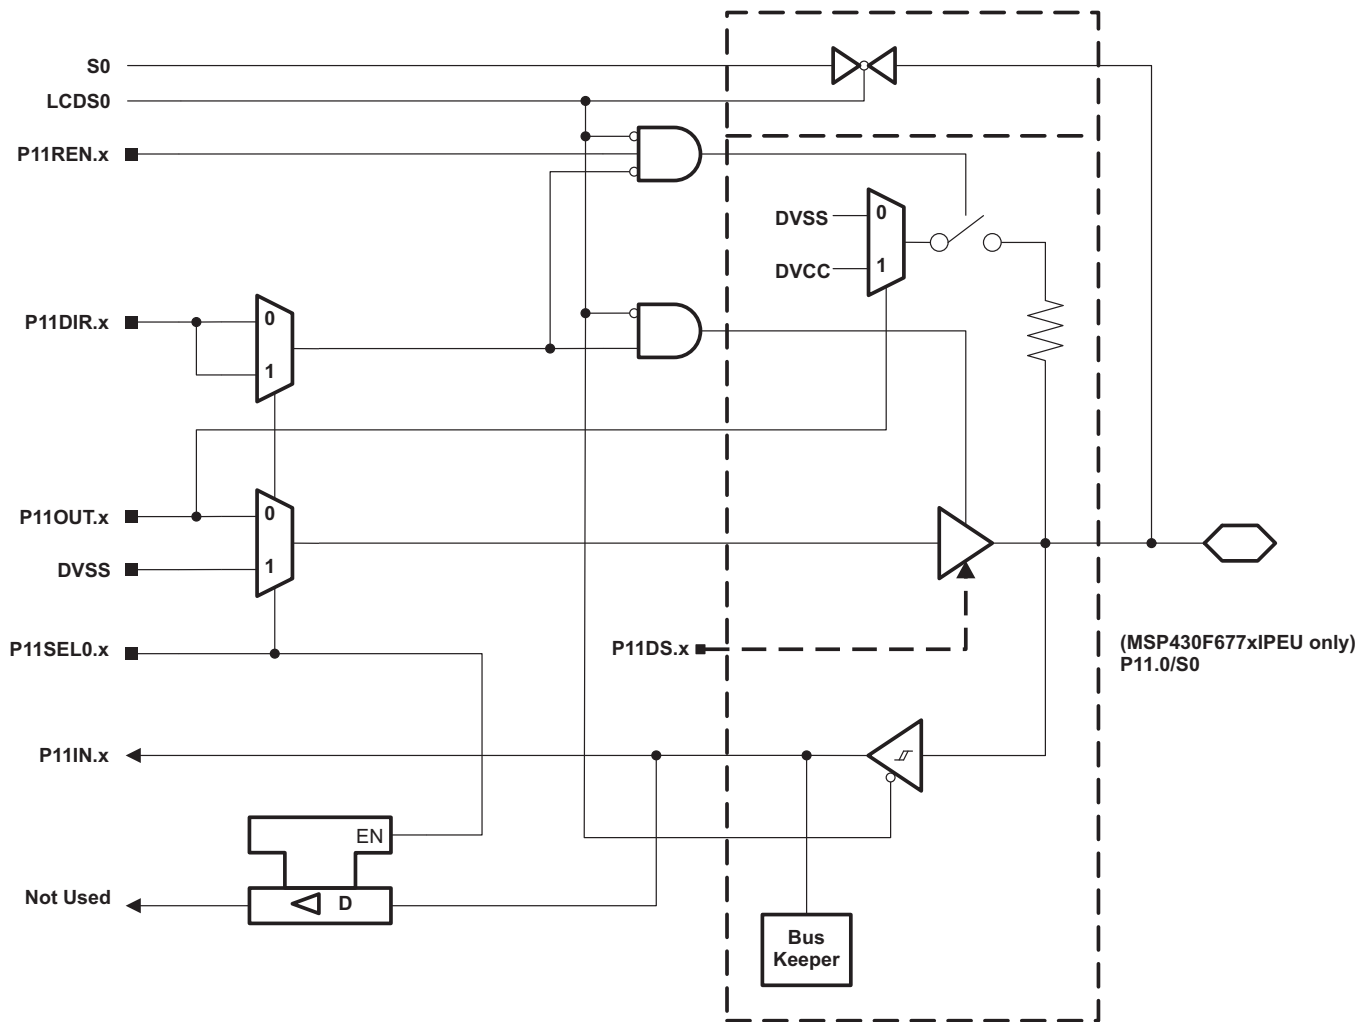 S0
LCDS0
P11REN.x
DVSS
0
DVCC
1
P11DIR.x
0
1
P11OUT.x
0
DVSS
1
P11SEL0.x
P11DS.x
(MSP430F677xIPEU only)
P11.0/S0
P11IN.x
EN
Not Used
D
Bus
Keeper